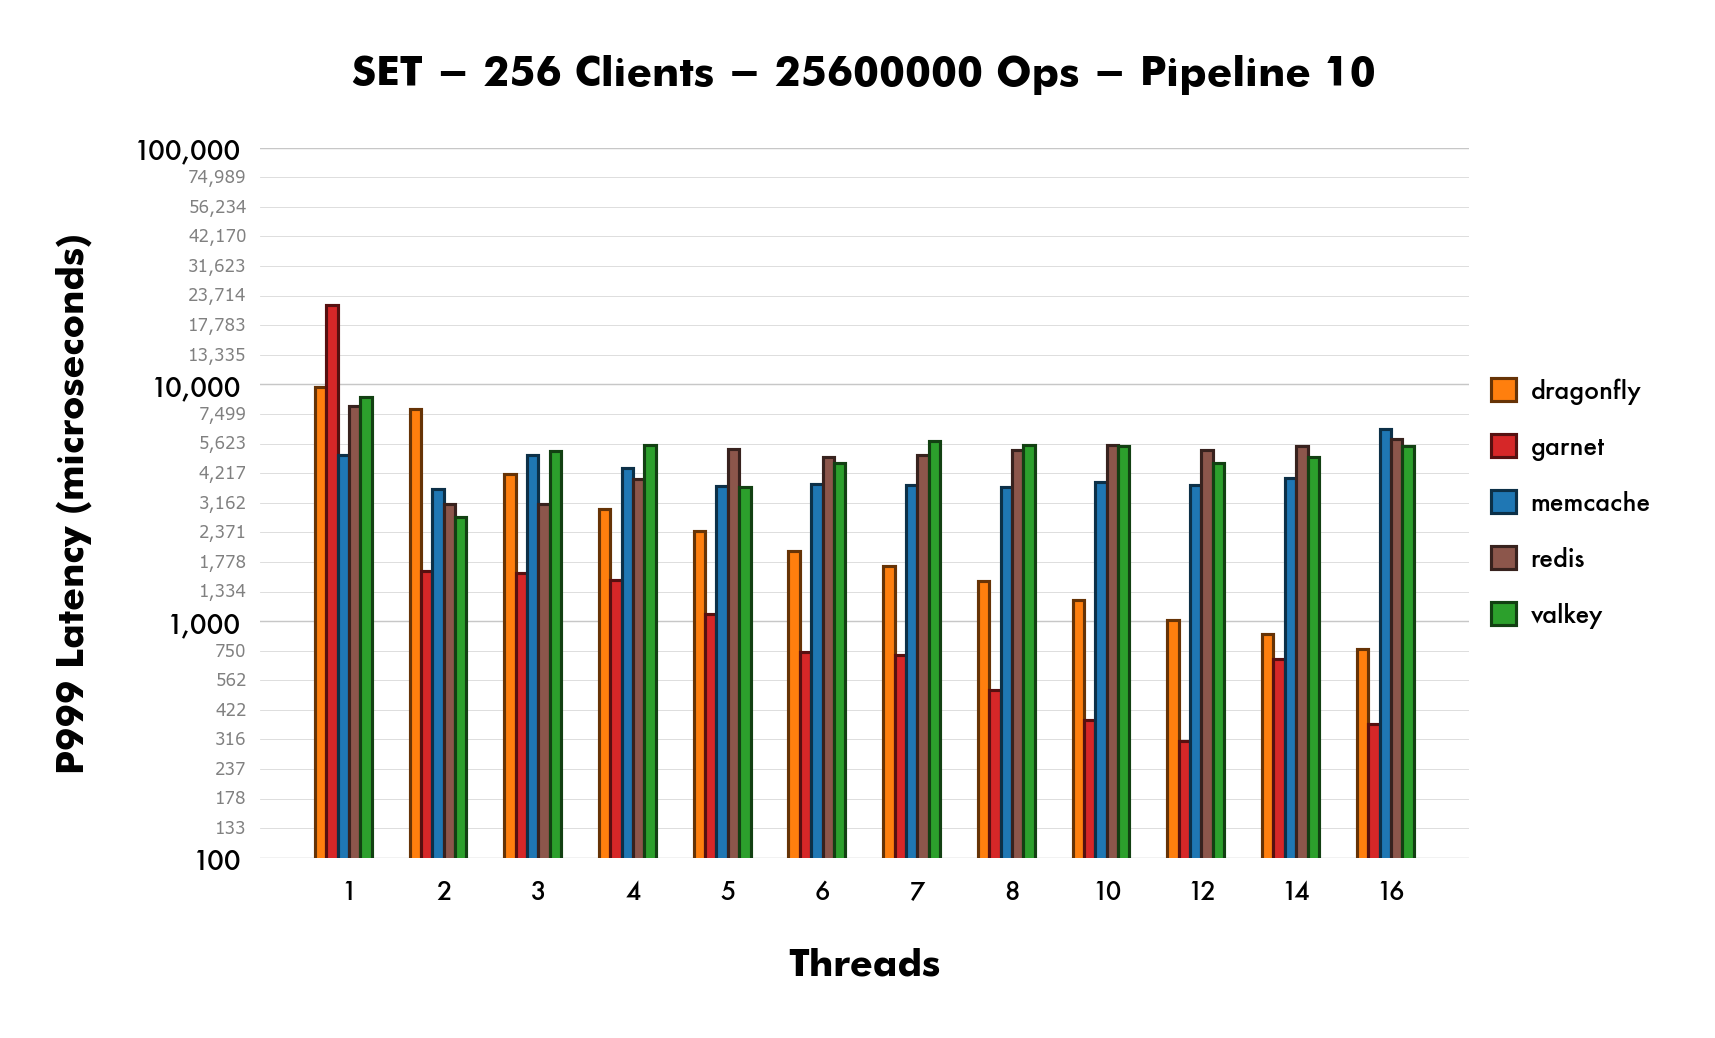 SET – 256 Clients – 25600000 Ops – Pipeline 10
P9999 Latency (microseconds)
100,000
74,989
56,234
42,170
31,623
23,714
17,783
13,335
10,000
7,499
5,623
4,217
3,162
2,371
1,778
1,334
1,000
750
562
422
316
237
178
133
100
1 2 3 4 5 6 7 8 10 12 14 16
Threads
dragonfly
garnet
memcache
redis
valkey